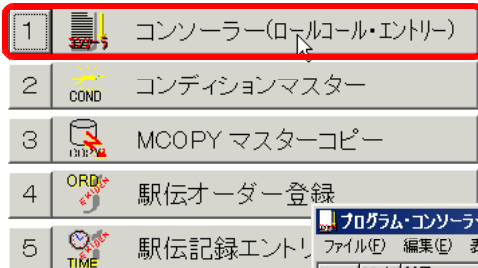 1 コンソーラー(ロールコール・エントリー)
2 COND コンディションマスター
3 COPY MCOPY マスターコピー
4 ORD EKIDEN 駅伝オーダー登録
プログラム・コンソーラー
5 TIME EKIDEN 駅伝記録エントリ
ファイル(F) 編集(E)